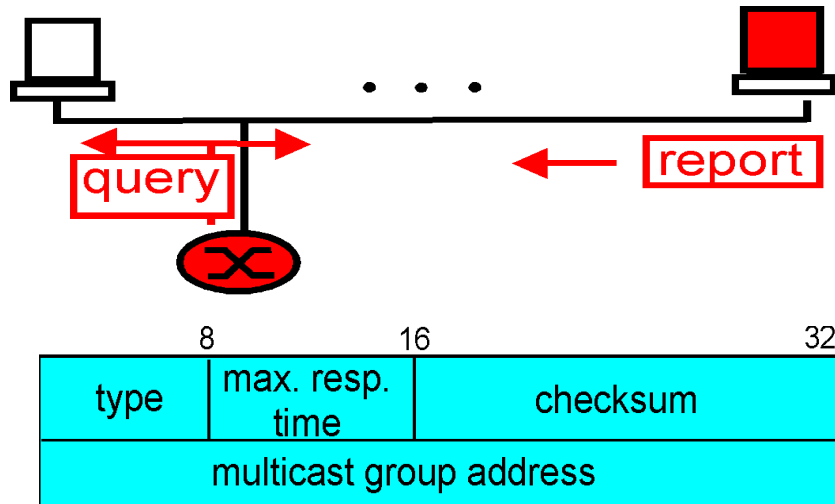 query
report
8 16 32
type
max. resp.
time
checksum
multicast group address